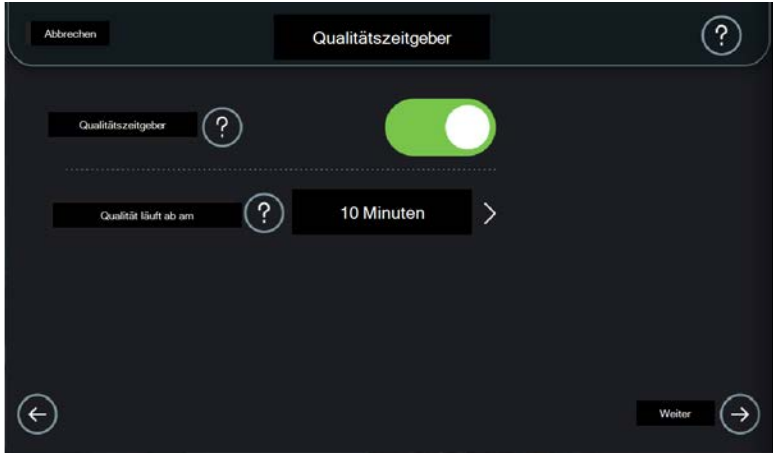 Abbrechen
Qualitätszeitgeber
?
Qualitätszeitgeber
?
Qualität läuft ab am
?
10 Minuten
Weiter